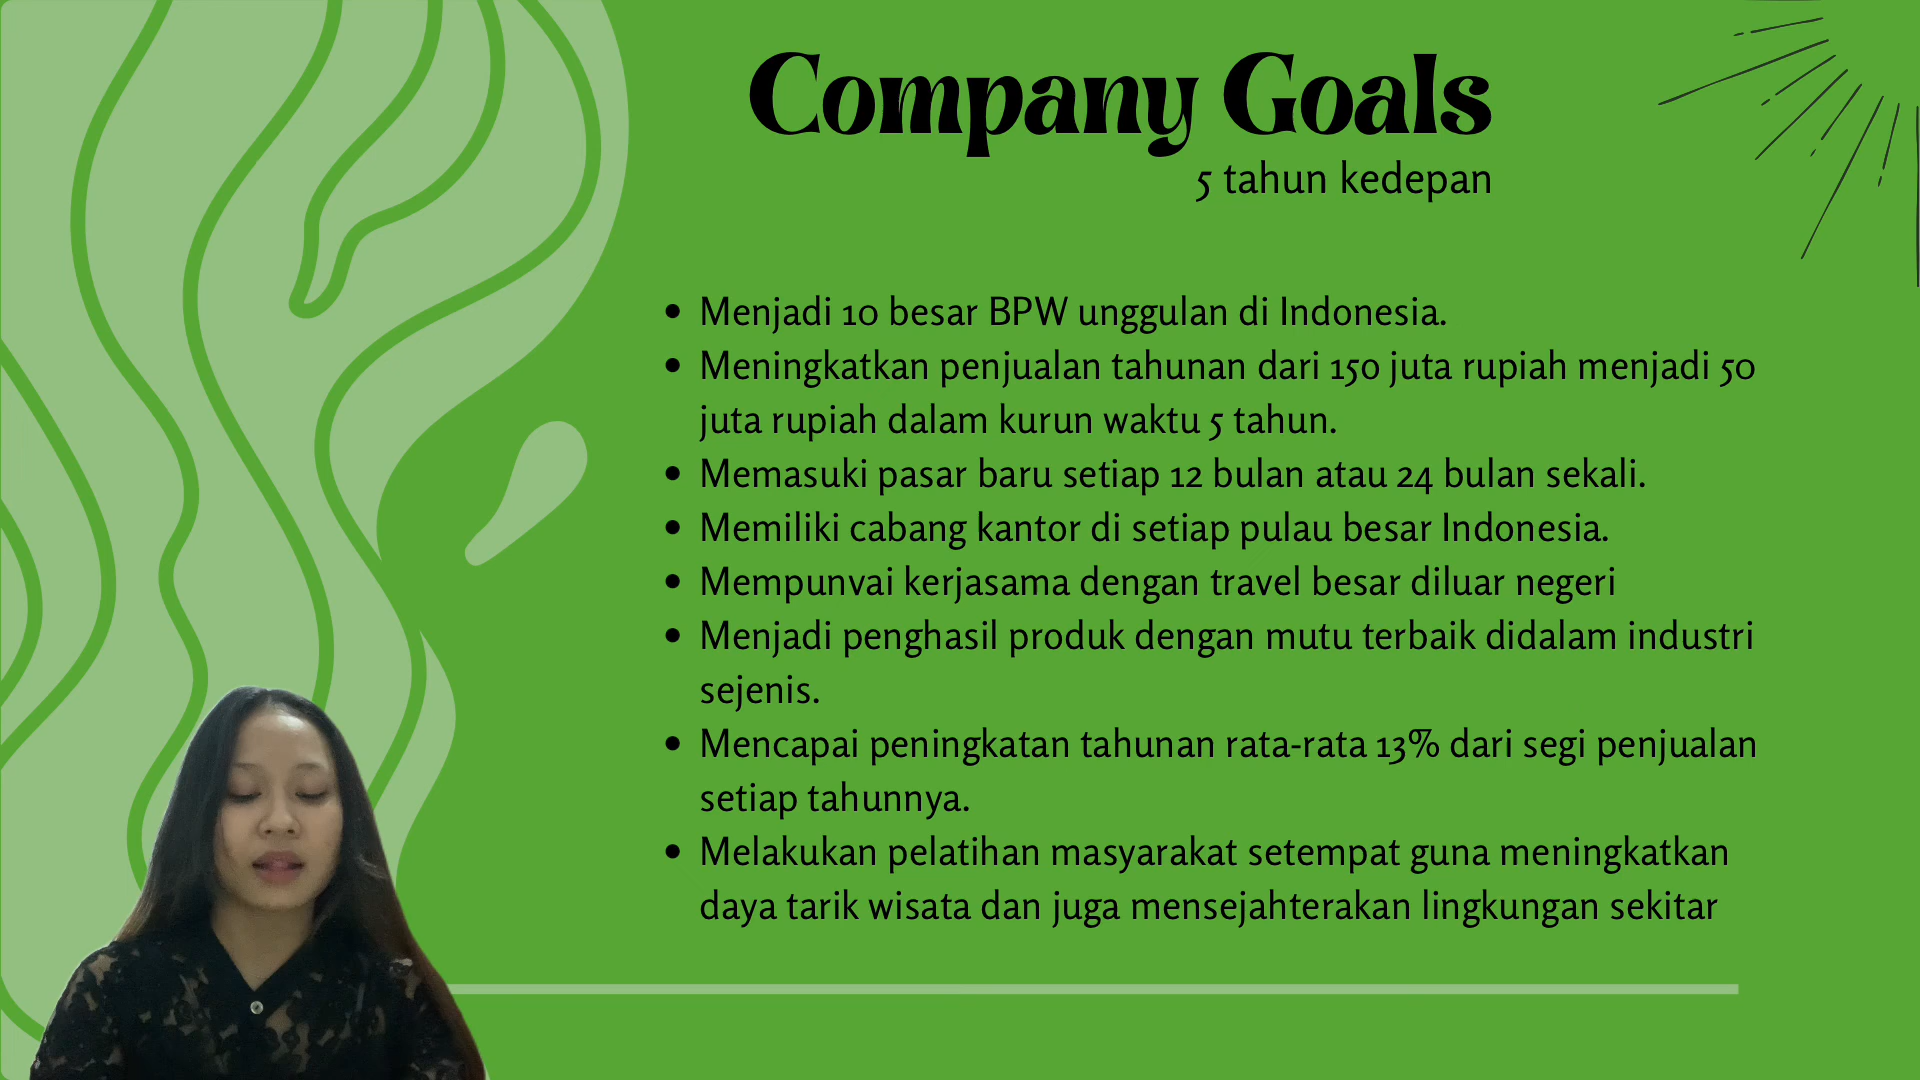 Company Goals
5 tahun kedepan
• Menjadi 10 besar BPW unggulan di Indonesia.
• Meningkatkan penjualan tahunan dari 150 juta rupiah menjadi 50
juta rupiah dalam kurun waktu 5 tahun.
• Memasuki pasar baru setiap 12 bulan atau 24 bulan sekali.
• Memiliki cabang kantor di setiap pulau besar Indonesia.
• Mempunvai kerjasama dengan travel besar diluar negeri
• Menjadi penghasil produk dengan mutu terbaik didalam industri
sejenis.
• Mencapai peningkatan tahunan rata-rata 13% dari segi penjualan
setiap tahunnya.
• Melakukan pelatihan masyarakat setempat guna meningkatkan
daya tarik wisata dan juga mensejahterakan lingkungan sekitar